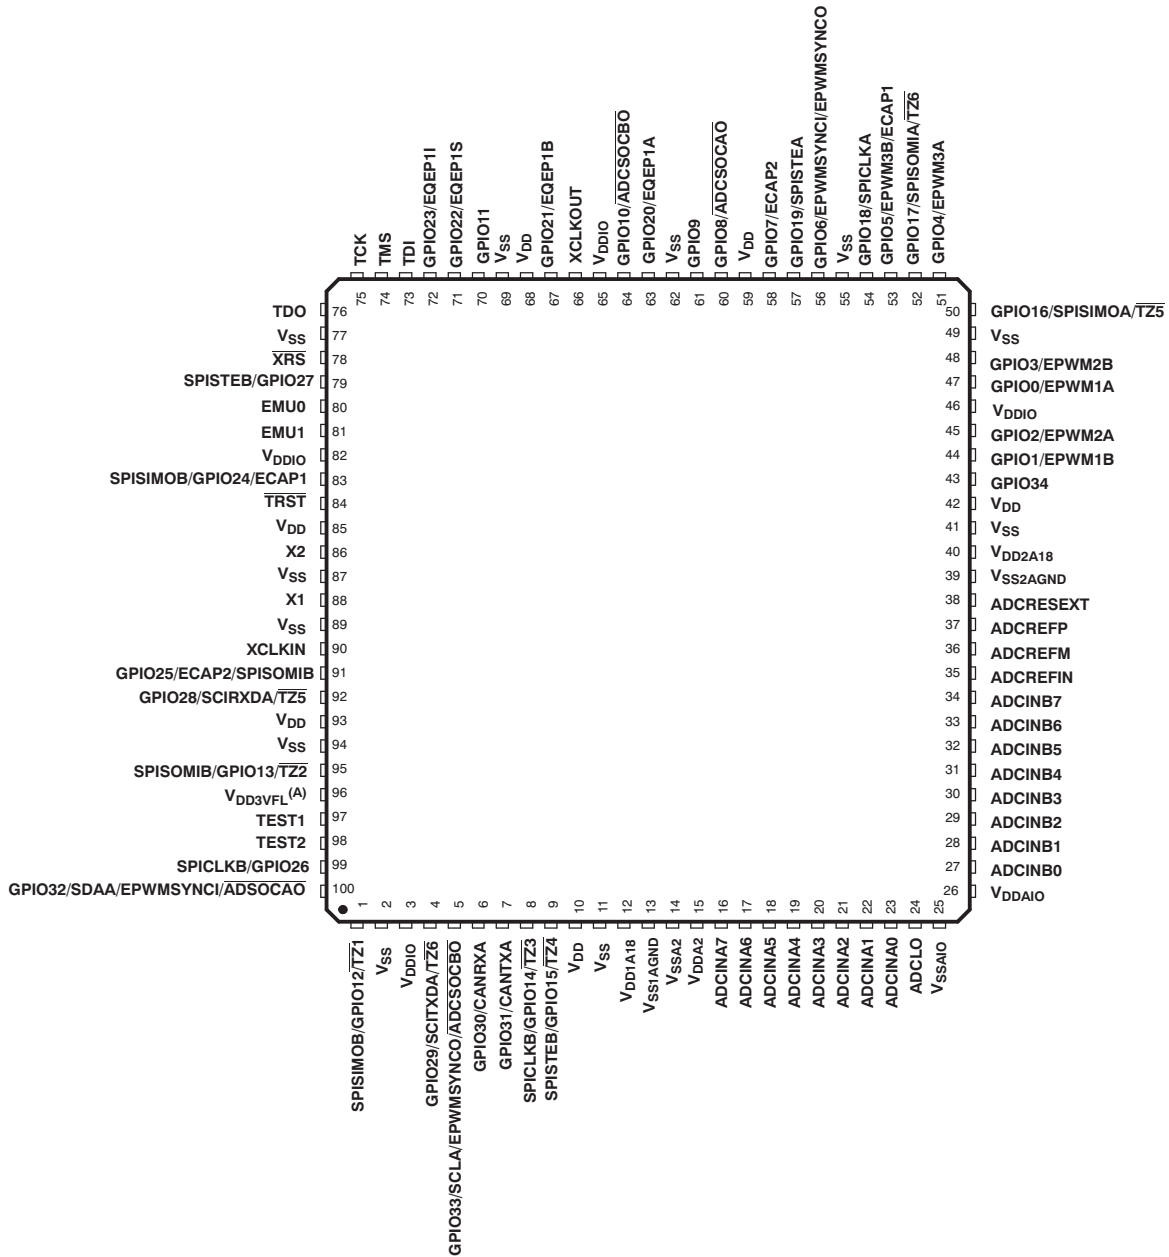 TCK 75
TMS 74
TDI 73
GPIO23/EQEP1I 72
GPIO22/EQEP1S 71
GPIO11 70
VSS 69
VDD 68
GPIO21/EQEP1B 67
XCLKOUT 66
VDDIO 65
GPIO10/ADCSOCBO 64
GPIO20/EQEP1A 63
VSS 62
GPIO9 61
GPIO8/ADCSOCAO 60
VDD 59
GPIO7/ECAP2 58
GPIO19/SPISTEA 57
GPIO6/EPWMSYNCI/EPWMSYNCO 56
VSS 55
GPIO18/SPICLKA 54
GPIO5/EPWM3B/ECAP1 53
GPIO17/SPISOMIA/TZ6 52
GPIO4/EPWM3A 51
TDO 76
VSS 77
XRS 78
SPISTEB/GPIO27 79
EMU0 80
EMU1 81
VDDIO 82
SPISIMOB/GPIO24/ECAP1 83
TRST 84
VDD 85
X2 86
VSS 87
X1 88
VSS 89
XCLKIN 90
GPIO25/ECAP2/SPISOMIB 91
GPIO28/SCIRXDA/TZ5 92
VDD 93
VSS 94
SPISOMIB/GPIO13/TZ2 95
VDD3VFL(A) 96
TEST1 97
TEST2 98
SPICLKB/GPIO26 99
GPIO32/SDAA/EPWMSYNCI/ADSOCAO 100
50 GPIO16/SPISIMOA/TZ5
49 VSS
48 GPIO3/EPWM2B
47 GPIO0/EPWM1A
46 VDDIO
45 GPIO2/EPWM2A
44 GPIO1/EPWM1B
43 GPIO34
42 VDD
41 VSS
40 VDD2A18
39 VSS2AGND
38 ADCRESEXT
37 ADCREFP
36 ADCREFM
35 ADCREFIN
34 ADCINB7
33 ADCINB6
32 ADCINB5
31 ADCINB4
30 ADCINB3
29 ADCINB2
28 ADCINB1
27 ADCINB0
26 VDDAIO
1 SPISIMOB/GPIO12/TZ1
2 VSS
3 VDDIO
4 GPIO29/SCITXDA/TZ6
5 GPIO33/SCLA/EPWMSYNCO/ADCSOCBO
6 GPIO30/CANRXA
7 GPIO31/CANTXA
8 SPICLKB/GPIO14/TZ3
9 SPISTEB/GPIO15/TZ4
10 VDD
11 VSS
12 VDD1A18
13 VSS1AGND
14 VSSA2
15 VDDA2
16 ADCINA7
17 ADCINA6
18 ADCINA5
19 ADCINA4
20 ADCINA3
21 ADCINA2
22 ADCINA1
23 ADCINA0
24 ADCLO
25 VSSAIO